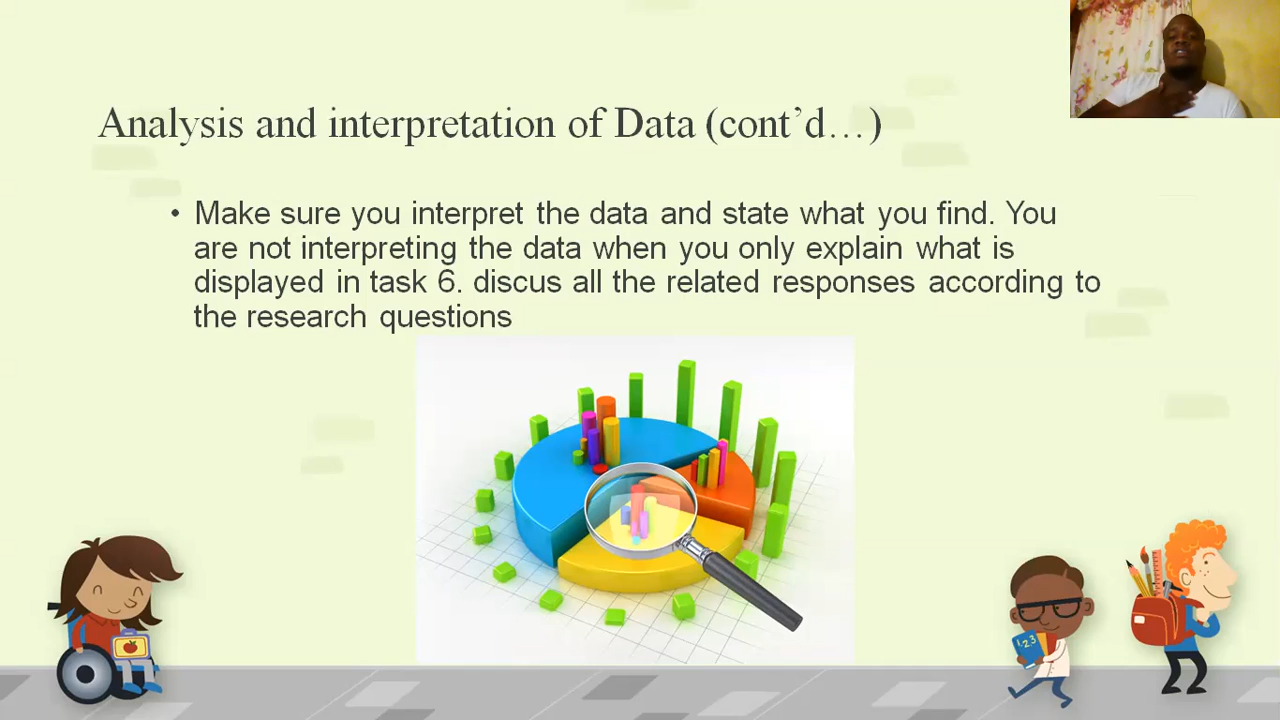 Analysis and interpretation of Data (cont’d…)
• Make sure you interpret the data and state what you find. You
are not interpreting the data when you only explain what is
displayed in task 6. discus all the related responses according to
the research questions
123